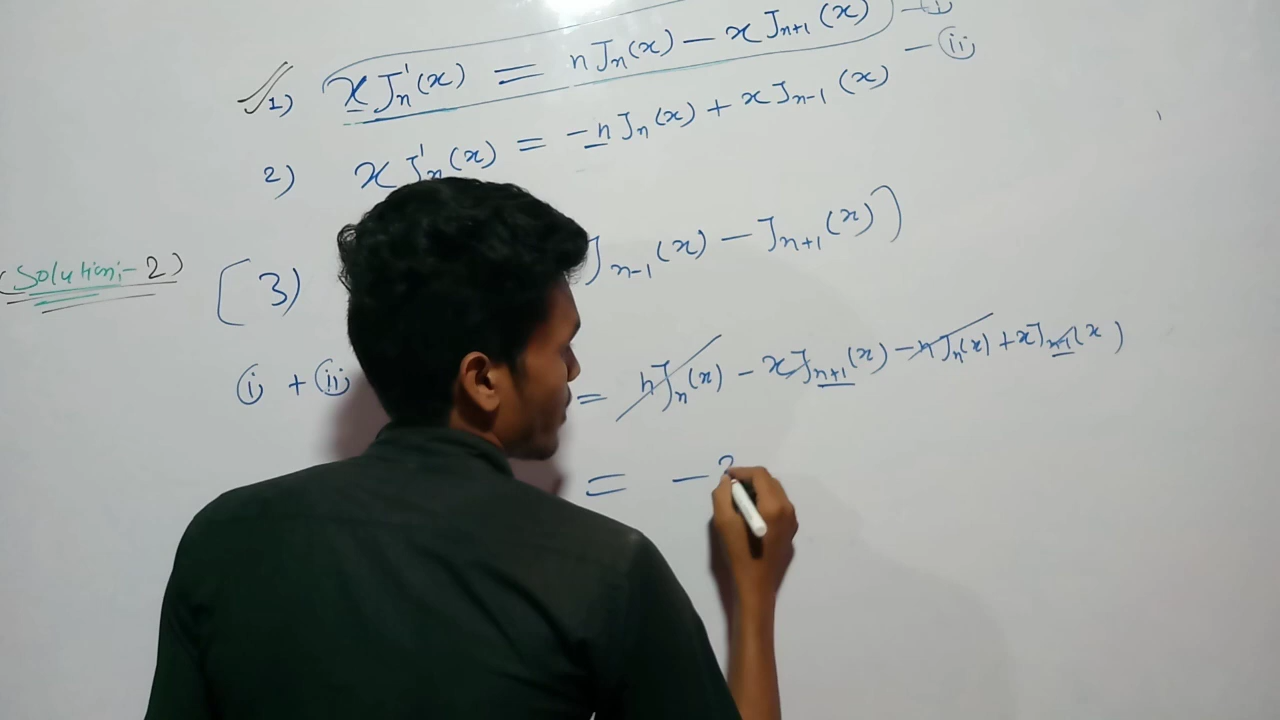 1) xJₙ'(x) = nJₙ(x) − xJₙ₊₁(x) — (i)
2) xJₙ'(x) = −nJₙ(x) + xJₙ₋₁(x) — (ii)
(Solution:- 2)
[3) Jₙ₋₁(x) − Jₙ₊₁(x)]
(i) + (ii) = nJₙ(x) − xJₙ₊₁(x) − nJₙ(x) + xJₙ₋₁(x)
= −